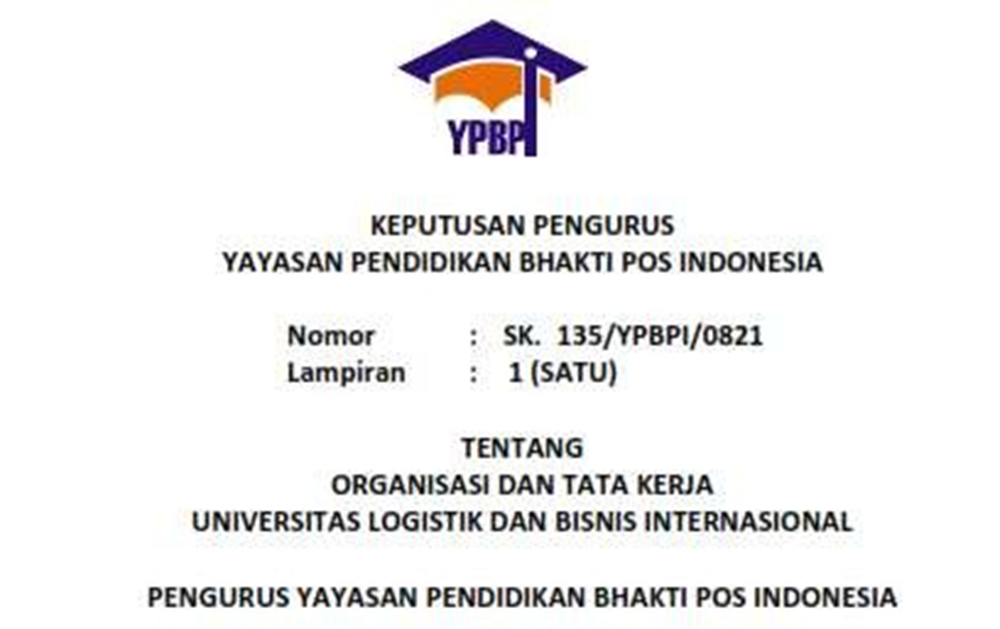 YPBPI
KEPUTUSAN PENGURUS
YAYASAN PENDIDIKAN BHAKTI POS INDONESIA
Nomor : SK. 135/YPBPI/0821
Lampiran : 1 (SATU)
TENTANG
ORGANISASI DAN TATA KERJA
UNIVERSITAS LOGISTIK DAN BISNIS INTERNASIONAL
PENGURUS YAYASAN PENDIDIKAN BHAKTI POS INDONESIA